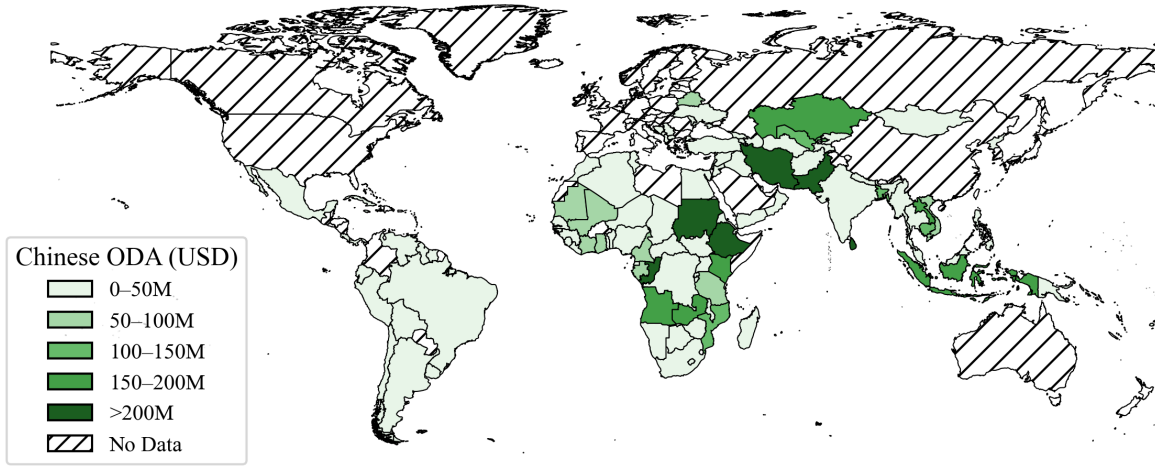 Chinese ODA (USD)
0–50M
50–100M
100–150M
150–200M
>200M
No Data